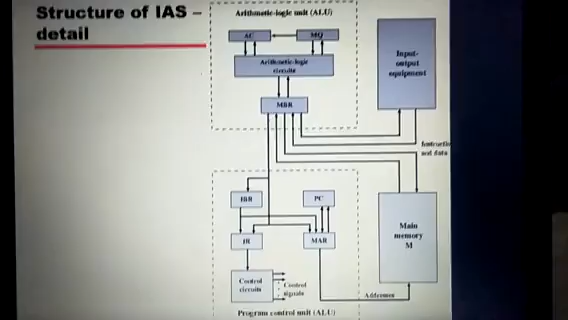 Structure of IAS –
detail
Arithmetic-logic unit (ALU)
AC
MQ
Arithmetic-logic
circuits
Input-
output
equipment
MBR
Instructions
and data
IBR
PC
IR
MAR
Main
memory
M
Control
circuits
Control
signals
Addresses
Program control unit (ALU)